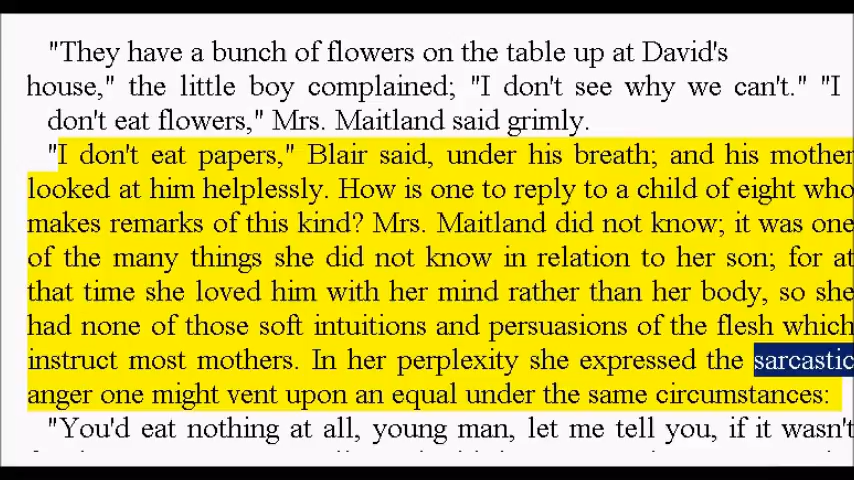 "They have a bunch of flowers on the table up at David's
house," the little boy complained; "I don't see why we can't." "I
don't eat flowers," Mrs. Maitland said grimly.
"I don't eat papers," Blair said, under his breath; and his mother
looked at him helplessly. How is one to reply to a child of eight who
makes remarks of this kind? Mrs. Maitland did not know; it was one
of the many things she did not know in relation to her son; for at
that time she loved him with her mind rather than her body, so she
had none of those soft intuitions and persuasions of the flesh which
instruct most mothers. In her perplexity she expressed the sarcastic
anger one might vent upon an equal under the same circumstances:
"You'd eat nothing at all, young man, let me tell you, if it wasn't